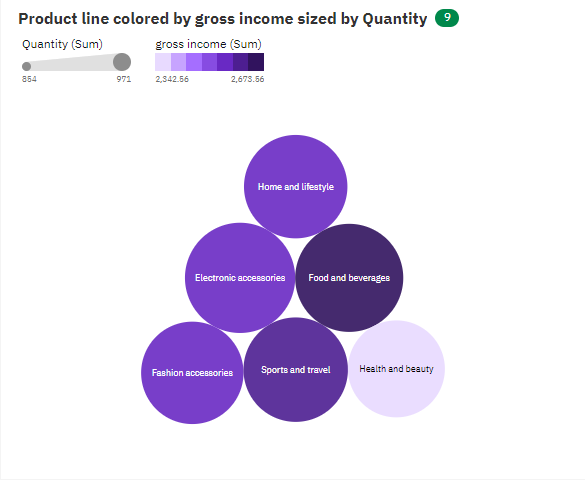 Product line colored by gross income sized by Quantity 9
Quantity (Sum)
854 971
gross income (Sum)
2,342.56 2,673.56
Home and lifestyle
Electronic accessories
Food and beverages
Fashion accessories
Sports and travel
Health and beauty